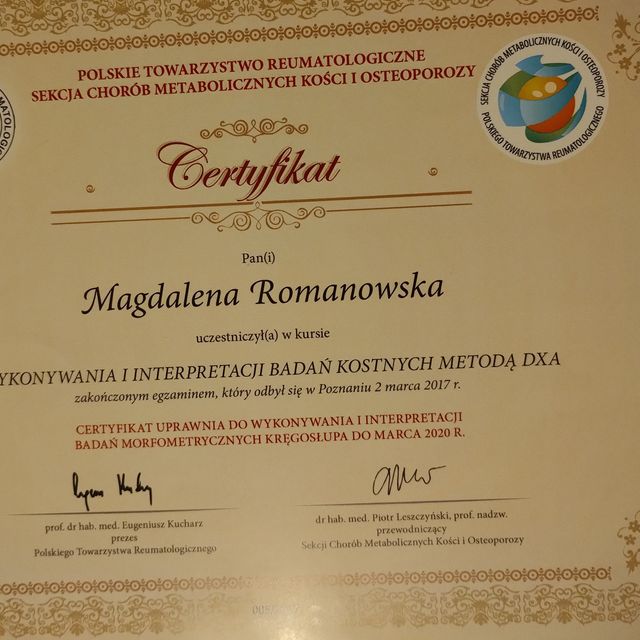 POLSKIE TOWARZYSTWO REUMATOLOGICZNE
SEKCJA CHORÓB METABOLICZNYCH KOŚCI I OSTEOPOROZY
SEKCJA CHORÓB METABOLICZNYCH KOŚCI I OSTEOPOROZY
POLSKIEGO TOWARZYSTWA REUMATOLOGICZNEGO
Certyfikat
Pan(i)
Magdalena Romanowska
uczestniczył(a) w kursie
YKONYWANIA I INTERPRETACJI BADAŃ KOSTNYCH METODĄ DXA
zakończonym egzaminem, który odbył się w Poznaniu 2 marca 2017 r.
CERTYFIKAT UPRAWNIA DO WYKONYWANIA I INTERPRETACJI
BADAŃ MORFOMETRYCZNYCH KRĘGOSŁUPA DO MARCA 2020 R.
prof. dr hab. med. Eugeniusz Kucharz
prezes
Polskiego Towarzystwa Reumatologicznego
dr hab. med. Piotr Leszczyński, prof. nadzw.
przewodniczący
Sekcji Chorób Metabolicznych Kości i Osteoporozy